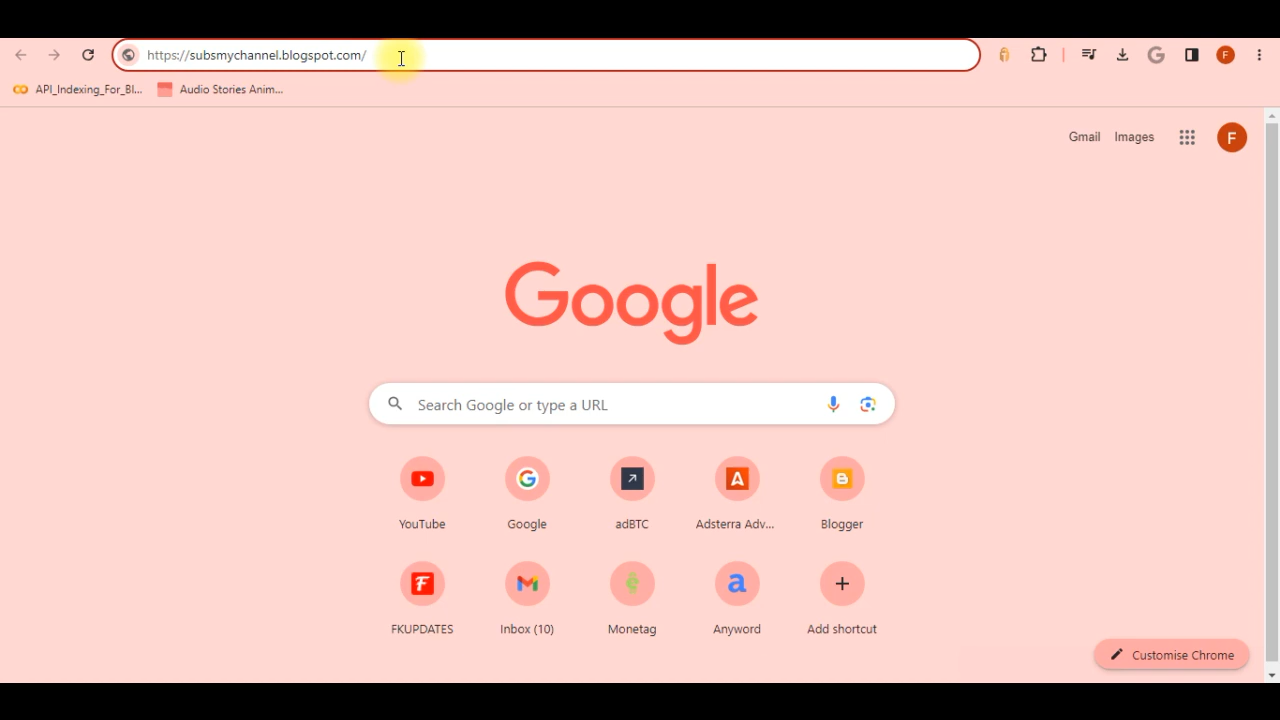 https://subsmychannel.blogspot.com/
F
API_Indexing_For_Bl...
Audio Stories Anim...
Gmail
Images
F
Google
Search Google or type a URL
YouTube
Google
adBTC
Adsterra Adv...
Blogger
FKUPDATES
Inbox (10)
Monetag
Anyword
Add shortcut
Customise Chrome